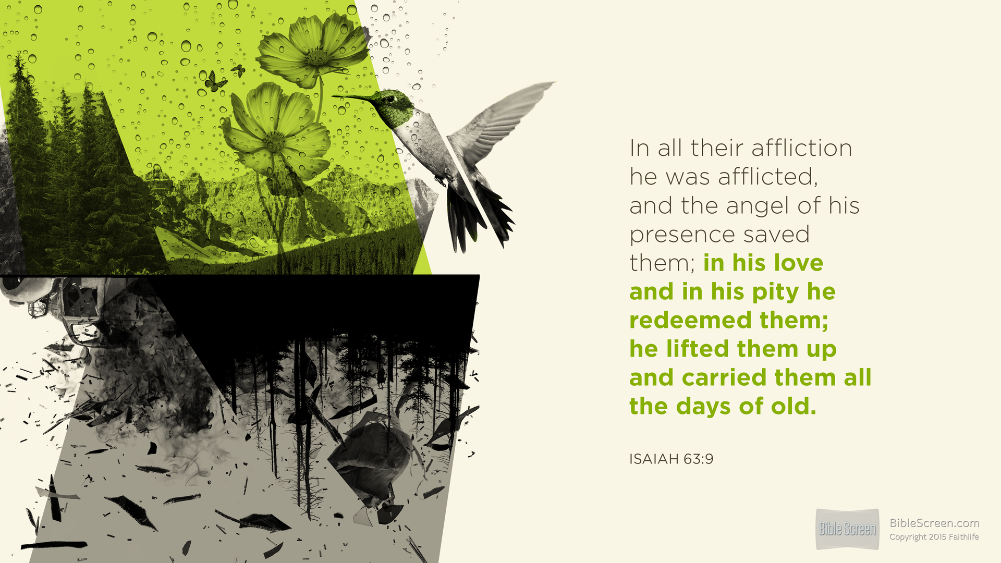 In all their affliction
he was afflicted,
and the angel of his
presence saved
them; in his love
and in his pity he
redeemed them;
he lifted them up
and carried them all
the days of old.
ISAIAH 63:9
Bible Screen
BibleScreen.com
Copyright 2015 Faithlife